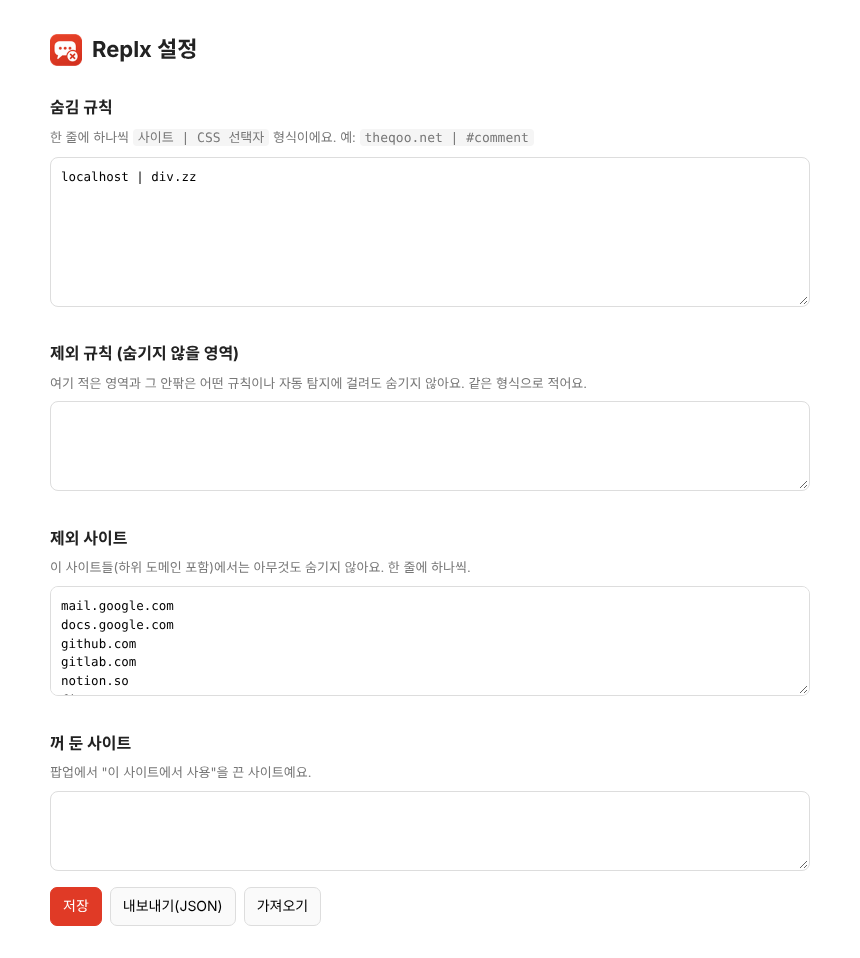 Replx 설정
숨김 규칙
한 줄에 하나씩 사이트 | CSS 선택자 형식이에요. 예: theqoo.net | #comment
localhost | div.zz
제외 규칙 (숨기지 않을 영역)
여기 적은 영역과 그 안팎은 어떤 규칙이나 자동 탐지에 걸려도 숨기지 않아요. 같은 형식으로 적어요.
제외 사이트
이 사이트들(하위 도메인 포함)에서는 아무것도 숨기지 않아요. 한 줄에 하나씩.
mail.google.com
docs.google.com
github.com
gitlab.com
notion.so
꺼 둔 사이트
팝업에서 "이 사이트에서 사용"을 끈 사이트예요.
저장 내보내기(JSON) 가져오기